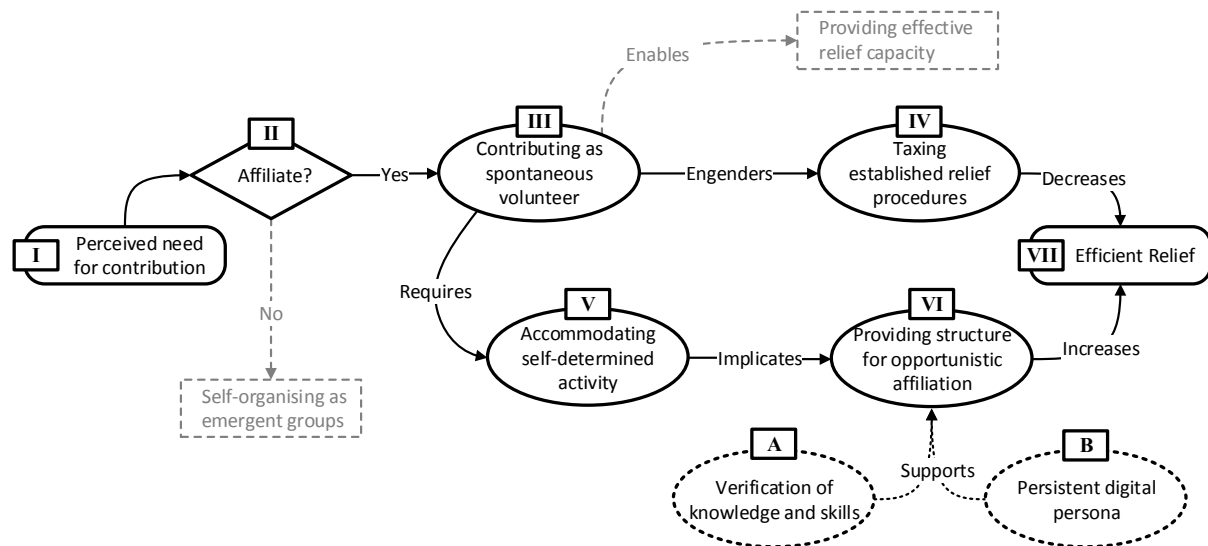 Providing effective
relief capacity
Enables
II
Affiliate?
Yes
III
Contributing as
spontaneous
volunteer
Engenders
IV
Taxing
established relief
procedures
Decreases
I
Perceived need
for contribution
VII
Efficient Relief
No
Requires
V
Accommodating
self-determined
activity
Implicates
VI
Providing structure
for opportunistic
affiliation
Increases
Self-organising as
emergent groups
A
Verification of
knowledge and skills
Supports
B
Persistent digital
persona